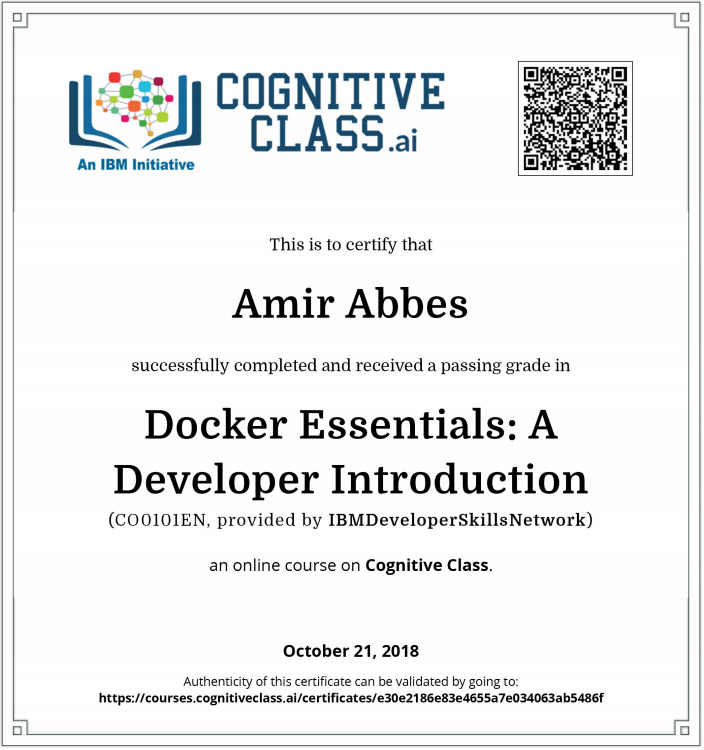 COGNITIVE
CLASS.ai
An IBM Initiative
This is to certify that
Amir Abbes
successfully completed and received a passing grade in
Docker Essentials: A
Developer Introduction
(CO0101EN, provided by IBMDeveloperSkillsNetwork)
an online course on Cognitive Class.
October 21, 2018
Authenticity of this certificate can be validated by going to:
https://courses.cognitiveclass.ai/certificates/e30e2186e83e4655a7e034063ab5486f